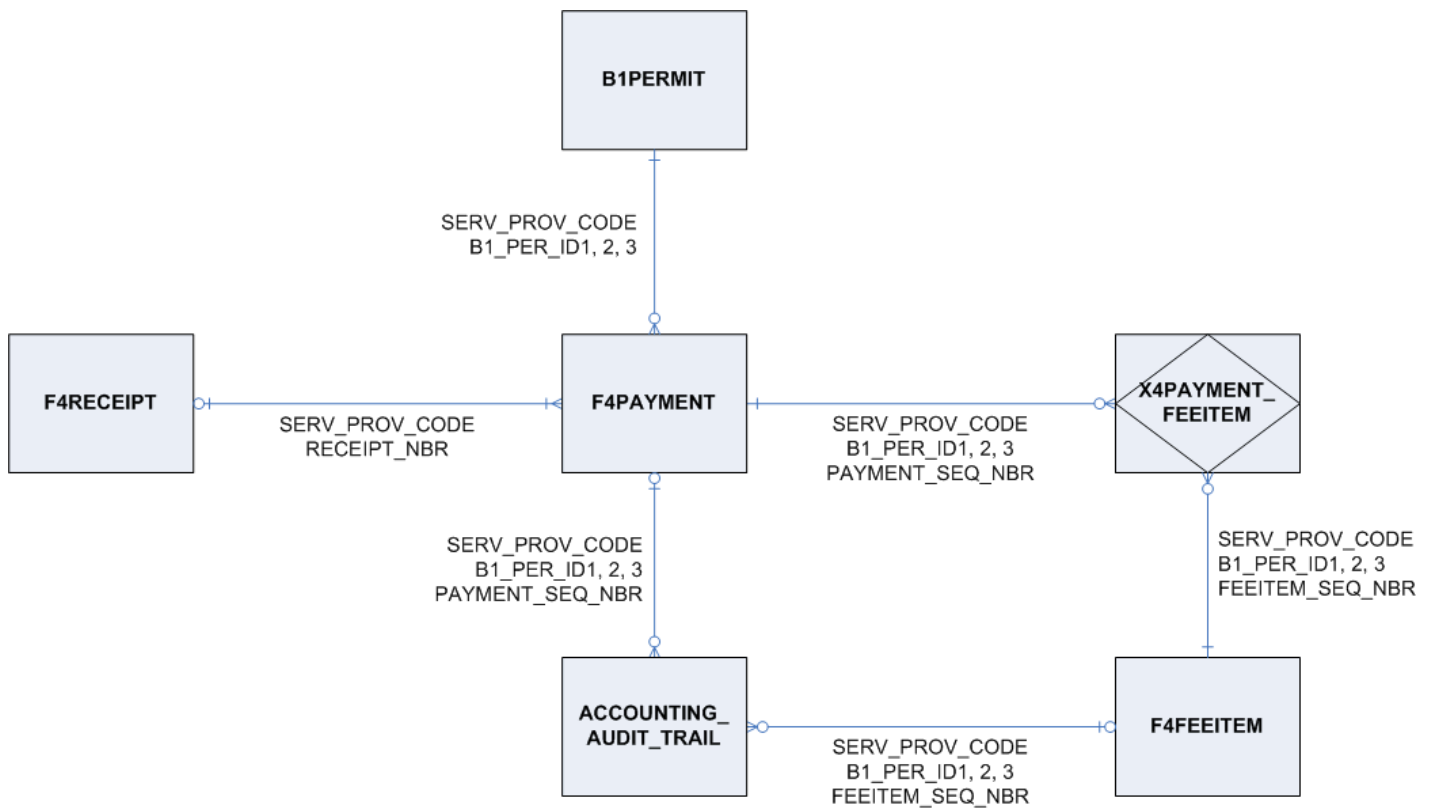 B1PERMIT
SERV_PROV_CODE
B1_PER_ID1, 2, 3
F4RECEIPT
SERV_PROV_CODE
RECEIPT_NBR
F4PAYMENT
SERV_PROV_CODE
B1_PER_ID1, 2, 3
PAYMENT_SEQ_NBR
X4PAYMENT_
FEEITEM
SERV_PROV_CODE
B1_PER_ID1, 2, 3
PAYMENT_SEQ_NBR
SERV_PROV_CODE
B1_PER_ID1, 2, 3
FEEITEM_SEQ_NBR
ACCOUNTING_
AUDIT_TRAIL
SERV_PROV_CODE
B1_PER_ID1, 2, 3
FEEITEM_SEQ_NBR
F4FEEITEM